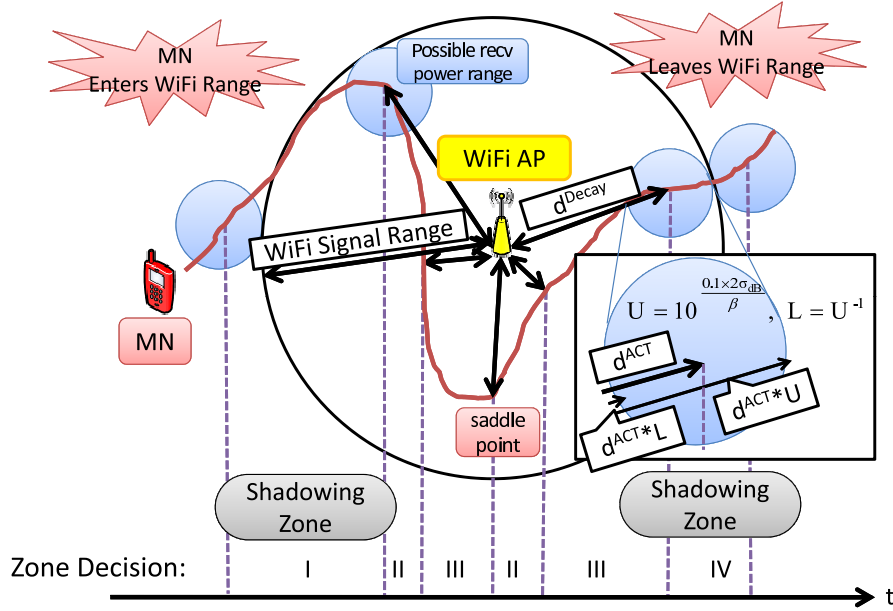 MN
Enters WiFi Range
Possible recv
power range
MN
Leaves WiFi Range
WiFi AP
d^Decay
WiFi Signal Range
MN
U = 10^(0.1×2σ_dB/β), L = U^-1
d^ACT
d^ACT*U
d^ACT*L
saddle
point
Shadowing
Zone
Shadowing
Zone
Zone Decision: I II III II III IV
t